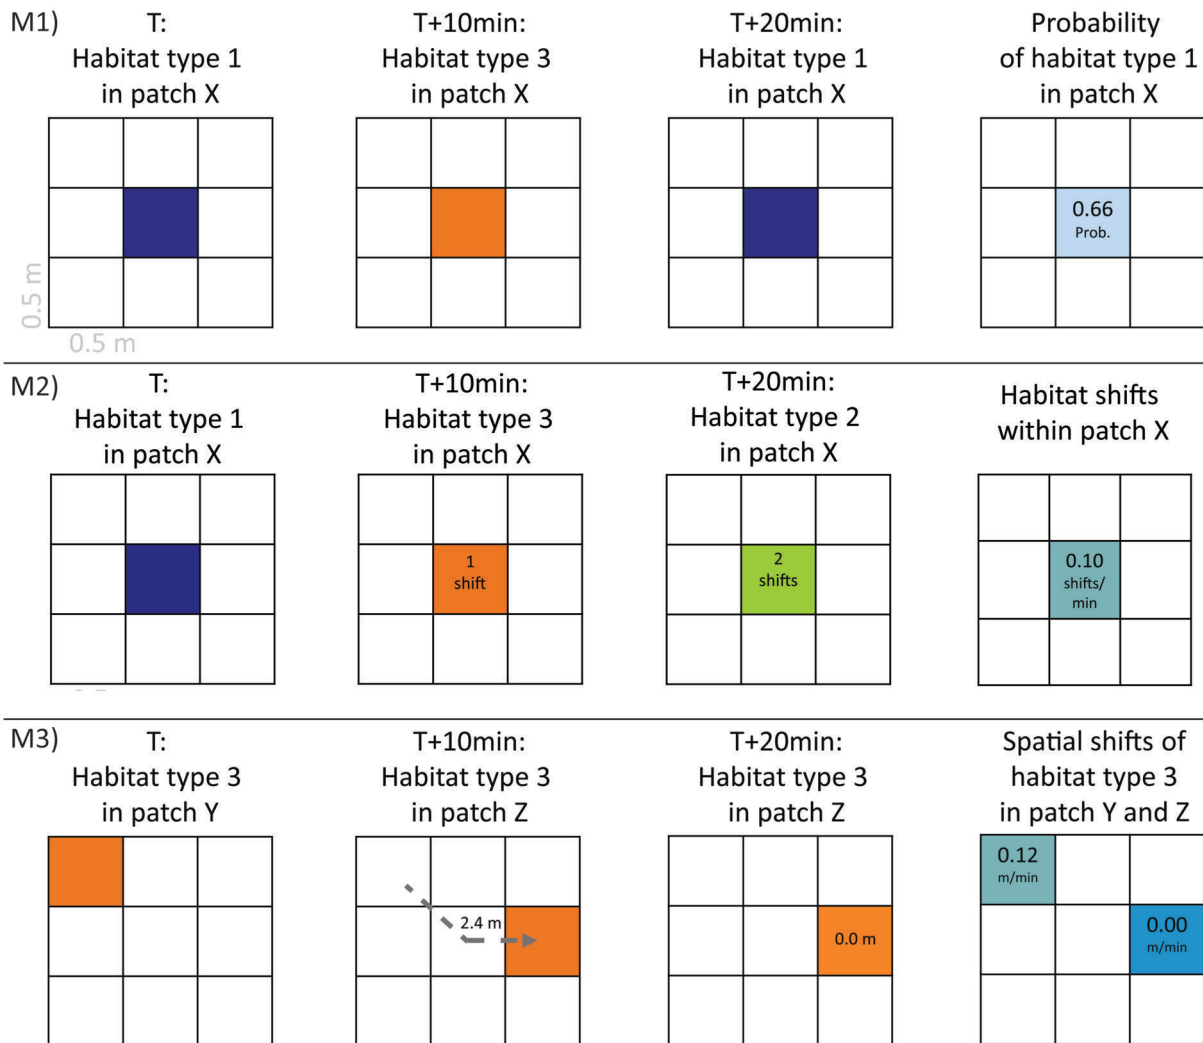 M1)
T:
Habitat type 1
in patch X
T+10min:
Habitat type 3
in patch X
T+20min:
Habitat type 1
in patch X
Probability
of habitat type 1
in patch X
0.66
Prob.
0.5 m
0.5 m
M2)
T:
Habitat type 1
in patch X
T+10min:
Habitat type 3
in patch X
T+20min:
Habitat type 2
in patch X
Habitat shifts
within patch X
1
shift
2
shifts
0.10
shifts/
min
M3)
T:
Habitat type 3
in patch Y
T+10min:
Habitat type 3
in patch Z
T+20min:
Habitat type 3
in patch Z
Spatial shifts of
habitat type 3
in patch Y and Z
2.4 m
0.0 m
0.12
m/min
0.00
m/min